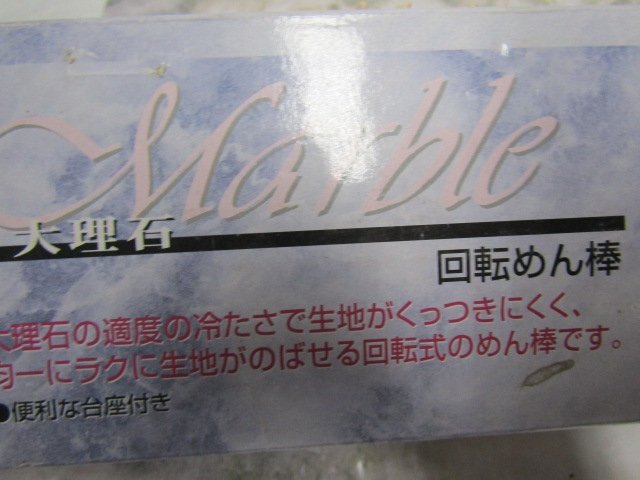 Marble
大理石
回転めん棒
大理石の適度の冷たさで生地がくっつきにくく、
均一にラクに生地がのばせる回転式のめん棒です。
●便利な台座付き